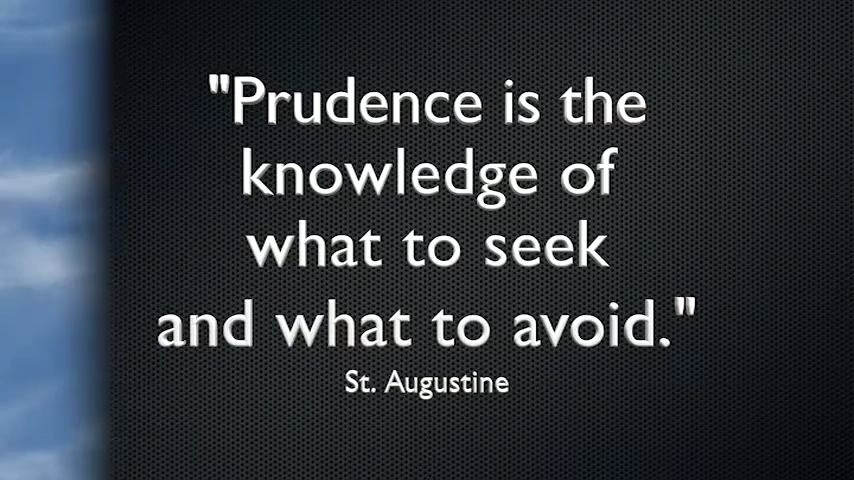 "Prudence is the
knowledge of
what to seek
and what to avoid."
St. Augustine